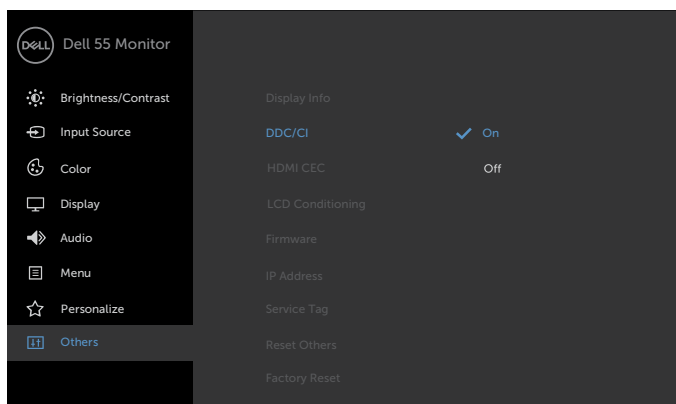 DELL
Dell 55 Monitor
Brightness/Contrast
Input Source
Color
Display
Audio
Menu
Personalize
Others
Display Info
DDC/CI
On
HDMI CEC
Off
LCD Conditioning
Firmware
IP Address
Service Tag
Reset Others
Factory Reset